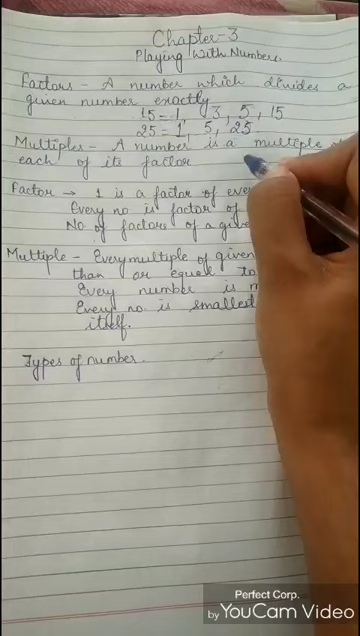 Chapter-3
Playing With Numbers.
Factors - A number which divides a
given number exactly
15 = 1, 3, 5, 15
25 = 1, 5, 25.
Multiples - A number is a multiple
each of its factor
Factor → 1 is a factor of
Every no is factor of
No of factors of a
Multiple - Every multiple of given
than or equal to
Every number is
Every no. is smallest
itself.
Types of number.
Perfect Corp.
by YouCam Video